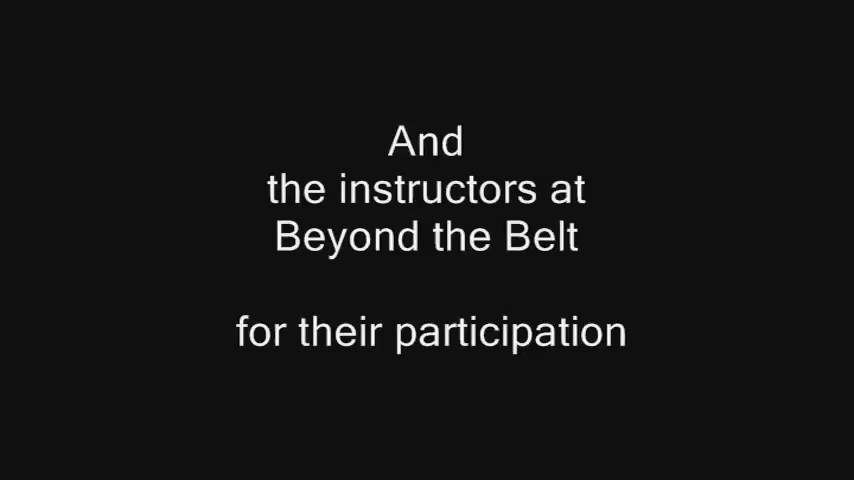 And
the instructors at
Beyond the Belt
for their participation